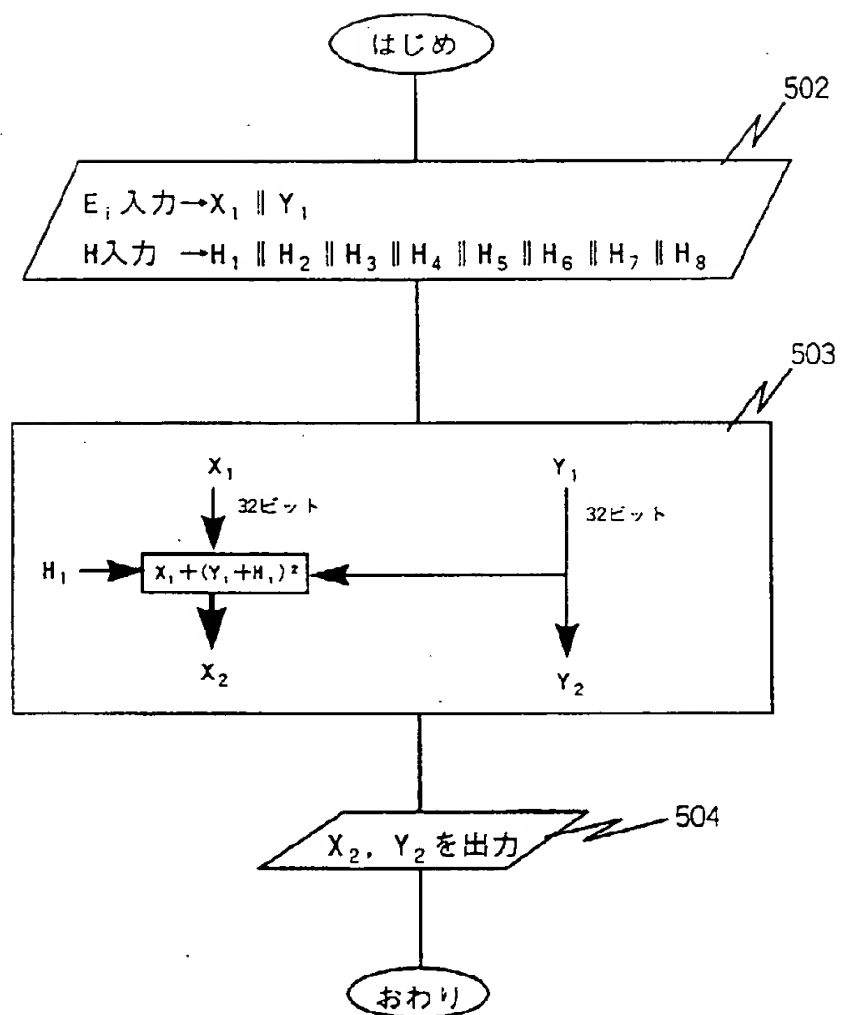 はじめ
502
Eᵢ入力→X₁ ‖ Y₁
H入力 →H₁ ‖ H₂ ‖ H₃ ‖ H₄ ‖ H₅ ‖ H₆ ‖ H₇ ‖ H₈
503
X₁
Y₁
32ビット
32ビット
H₁
X₁+(Y₁+H₁)²
X₂
Y₂
504
X₂, Y₂を出力
おわり